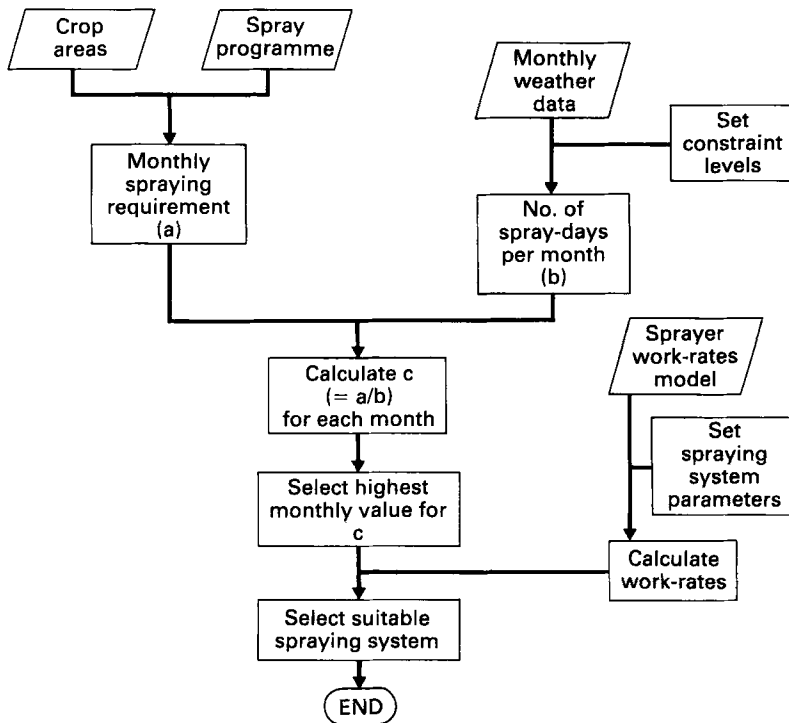 Crop
areas
Spray
programme
Monthly
weather
data
Set
constraint
levels
Monthly
spraying
requirement
(a)
No. of
spray-days
per month
(b)
Sprayer
work-rates
model
Calculate c
(= a/b)
for each month
Set
spraying
system
parameters
Select highest
monthly value for
c
Calculate
work-rates
Select suitable
spraying system
END